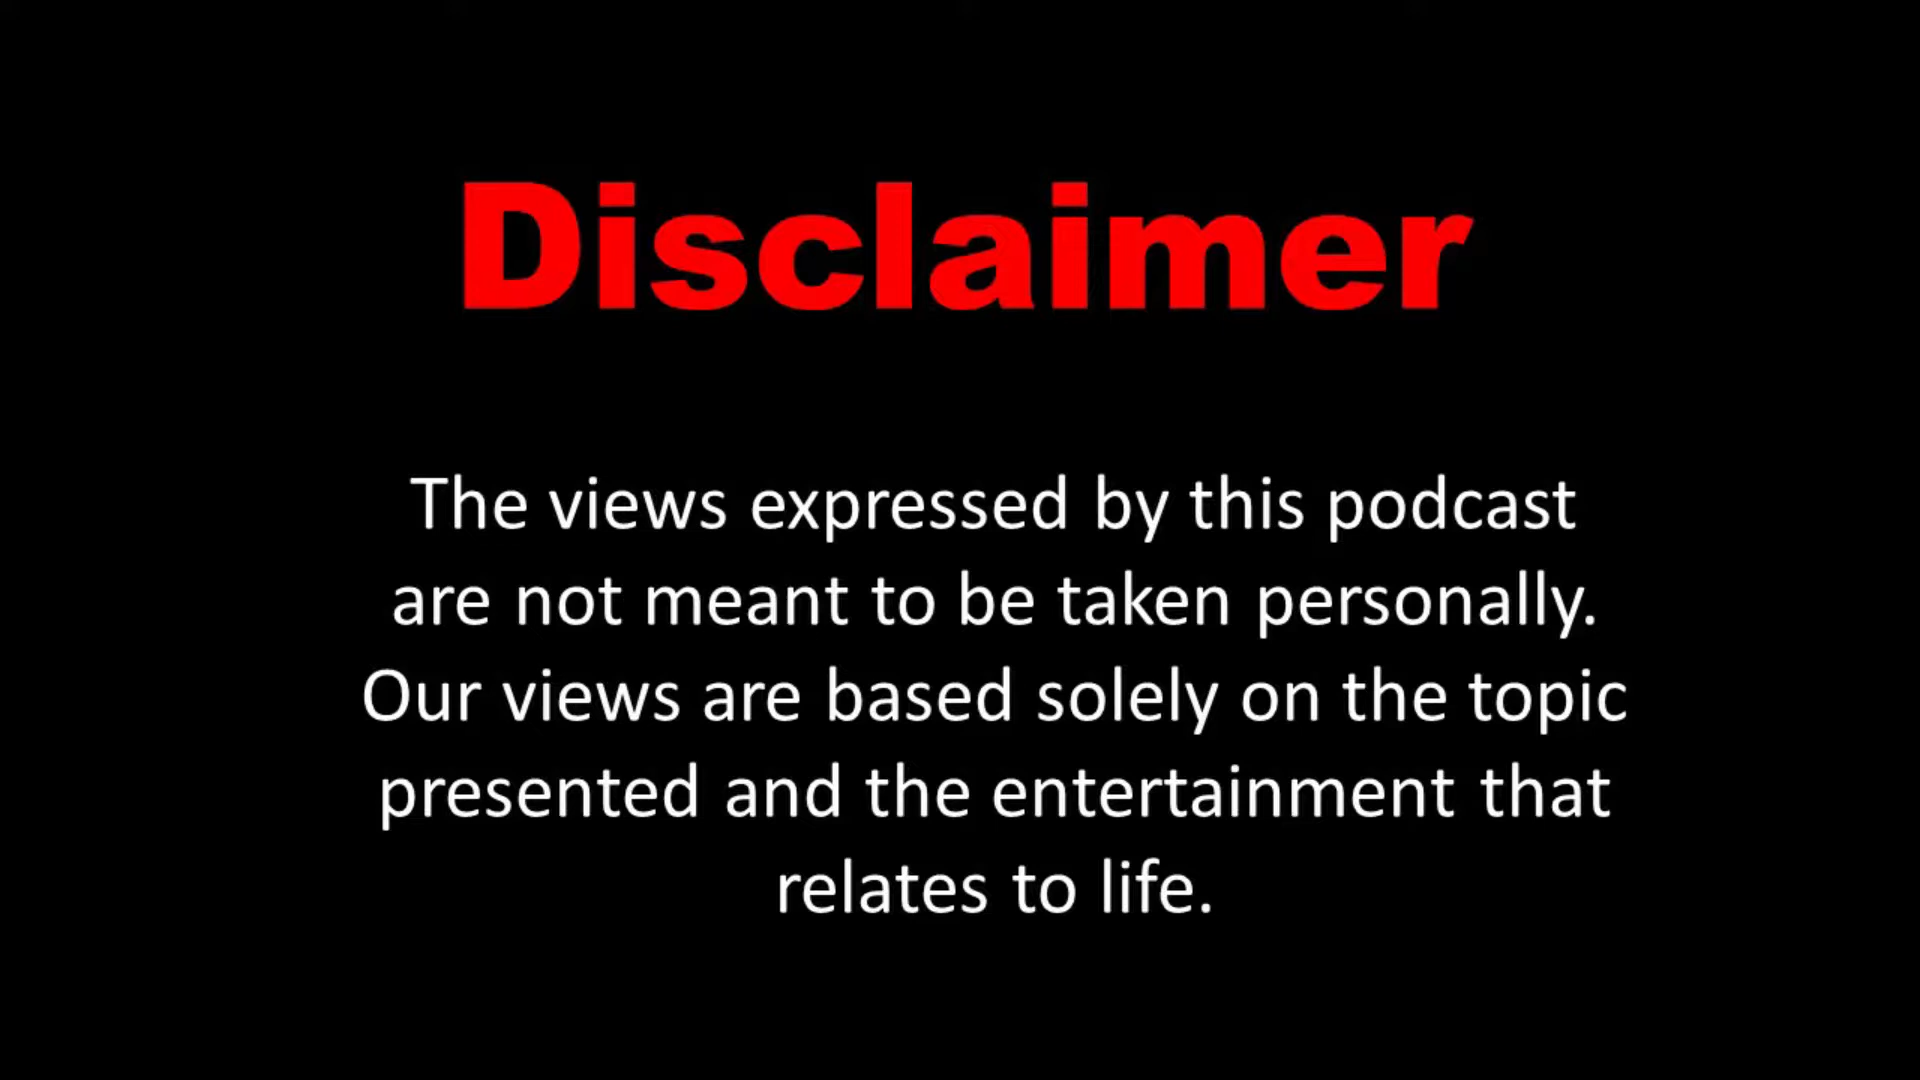 Disclaimer
The views expressed by this podcast
are not meant to be taken personally.
Our views are based solely on the topic
presented and the entertainment that
relates to life.